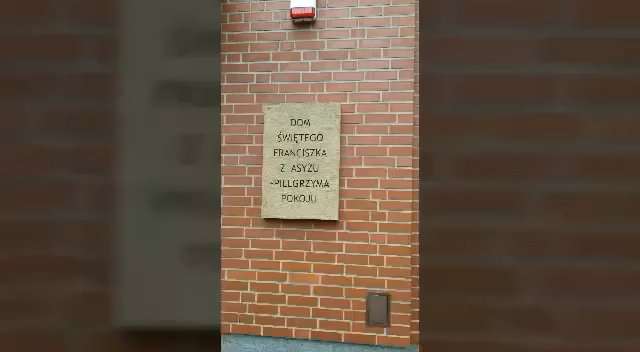 DOM
ŚWIĘTEGO
FRANCISZKA
Z ASYŻU
-PIELGRZYMA
POKOJU